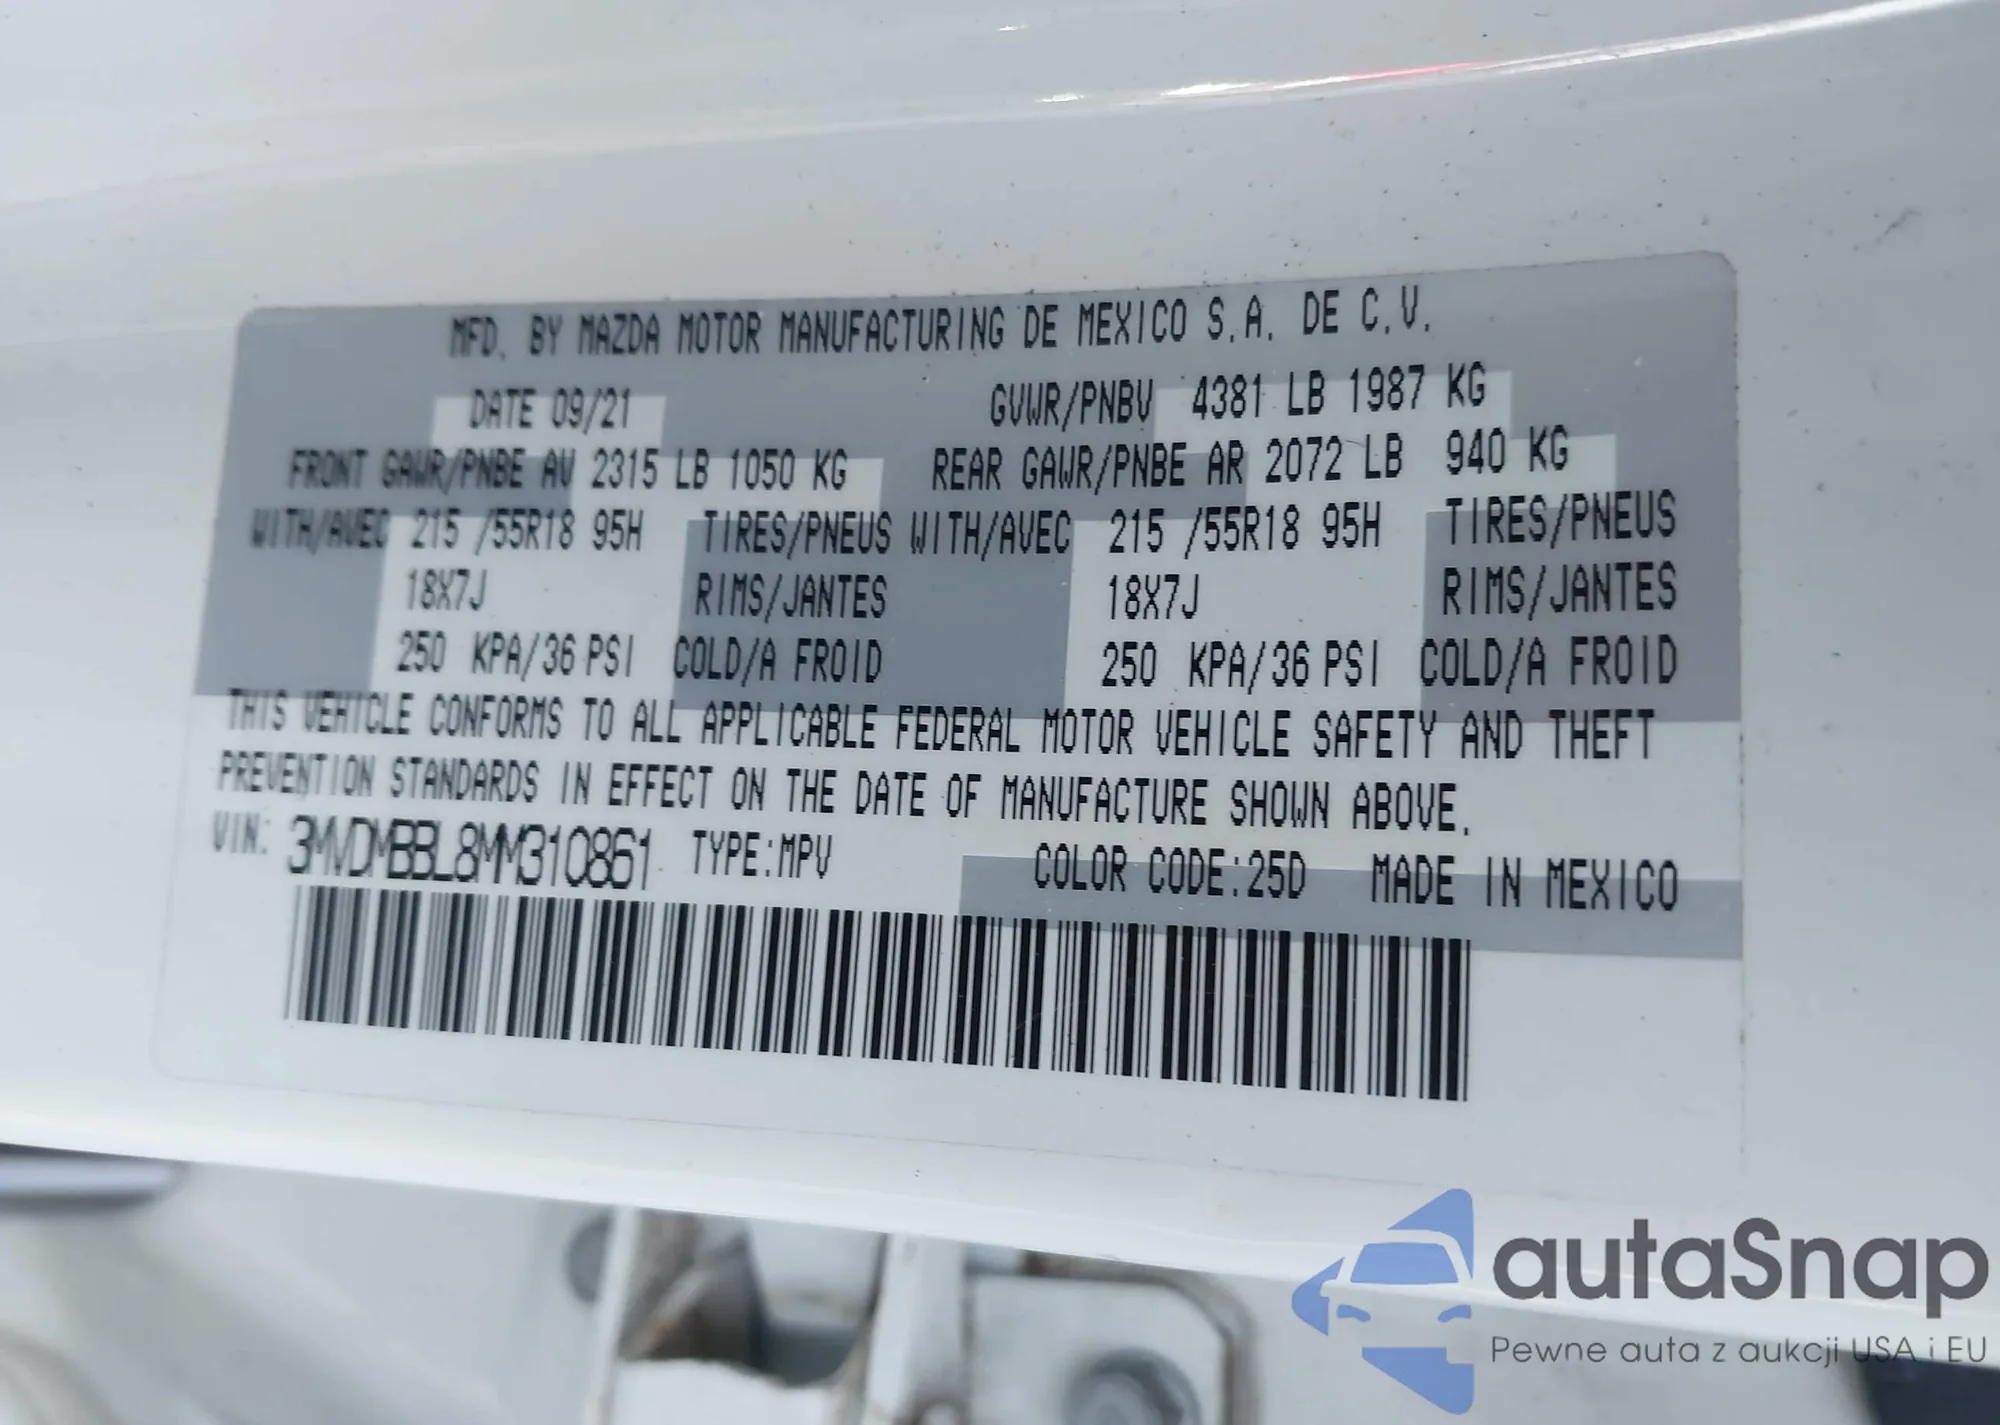 MFD. BY MAZDA MOTOR MANUFACTURING DE MEXICO S.A. DE C.V.
DATE 09/21 GVWR/PNBV 4381 LB 1987 KG
FRONT GAWR/PNBE AV 2315 LB 1050 KG REAR GAWR/PNBE AR 2072 LB 940 KG
WITH/AVEC 215 /55R18 95H TIRES/PNEUS WITH/AVEC 215 /55R18 95H TIRES/PNEUS
18X7J RIMS/JANTES 18X7J RIMS/JANTES
250 KPA/36 PSI COLD/A FROID 250 KPA/36 PSI COLD/A FROID
THIS VEHICLE CONFORMS TO ALL APPLICABLE FEDERAL MOTOR VEHICLE SAFETY AND THEFT
PREVENTION STANDARDS IN EFFECT ON THE DATE OF MANUFACTURE SHOWN ABOVE.
VIN: 3MVDMBBL8MM310861 TYPE:MPV COLOR CODE:25D MADE IN MEXICO
autaSnap
Pewne auta z aukcji USA i EU